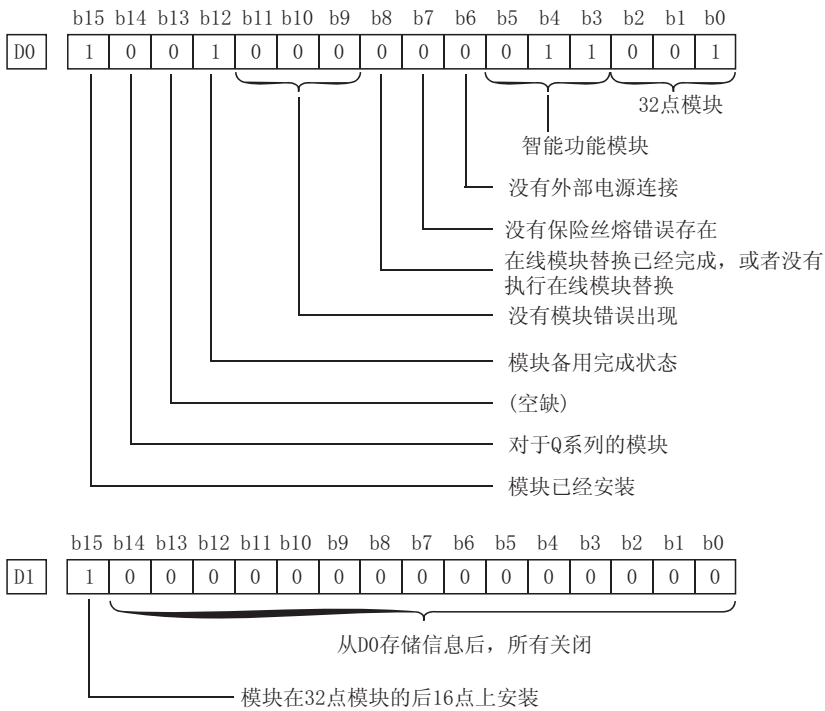 b15 b14 b13 b12 b11 b10 b9 b8 b7 b6 b5 b4 b3 b2 b1 b0
D0 1 0 0 1 0 0 0 0 0 0 0 1 1 0 0 1
32点模块
智能功能模块
没有外部电源连接
没有保险丝熔错误存在
在线模块替换已经完成，或者没有
执行在线模块替换
没有模块错误出现
模块备用完成状态
(空缺)
对于Q系列的模块
模块已经安装
b15 b14 b13 b12 b11 b10 b9 b8 b7 b6 b5 b4 b3 b2 b1 b0
D1 1 0 0 0 0 0 0 0 0 0 0 0 0 0 0 0
从D0存储信息后，所有关闭
模块在32点模块的后16点上安装